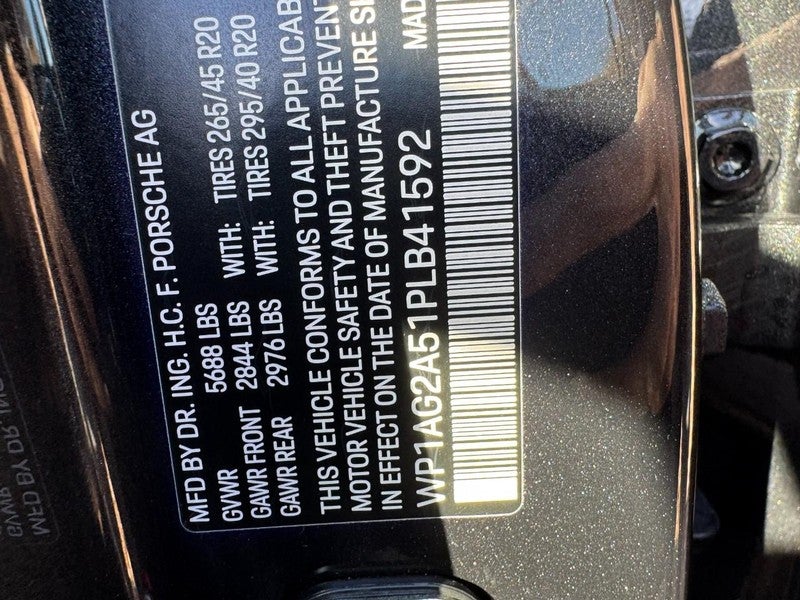 MFD BY DR. ING. H.C. F. PORSCHE AG
GVWR 5688 LBS
GAWR FRONT 2844 LBS WITH: TIRES 265/45 R20
GAWR REAR 2976 LBS WITH: TIRES 295/40 R20
THIS VEHICLE CONFORMS TO ALL APPLICAB
MOTOR VEHICLE SAFETY AND THEFT PREVENT
IN EFFECT ON THE DATE OF MANUFACTURE SH
WP1AG2A51PLB41592 MAD